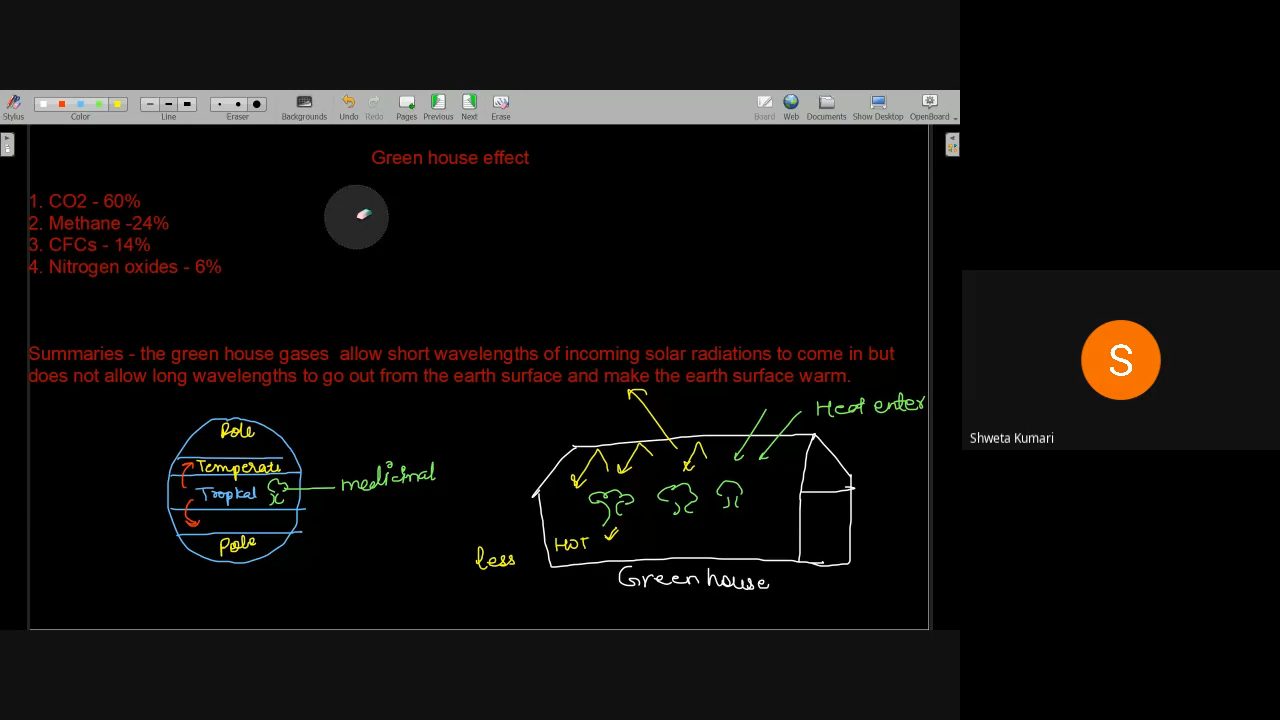 Stylus Color Line Eraser Backgrounds Undo Redo Pages Previous Next Erase Board Web Documents Show Desktop OpenBoard
Green house effect
1. CO2 - 60%
2. Methane -24%
3. CFCs - 14%
4. Nitrogen oxides - 6%
Summaries - the green house gases allow short wavelengths of incoming solar radiations to come in but
does not allow long wavelengths to go out from the earth surface and make the earth surface warm.
Pole
Temperate
Tropical
medicinal
Pole
Heat enter
HOT
less
Greenhouse
S
Shweta Kumari